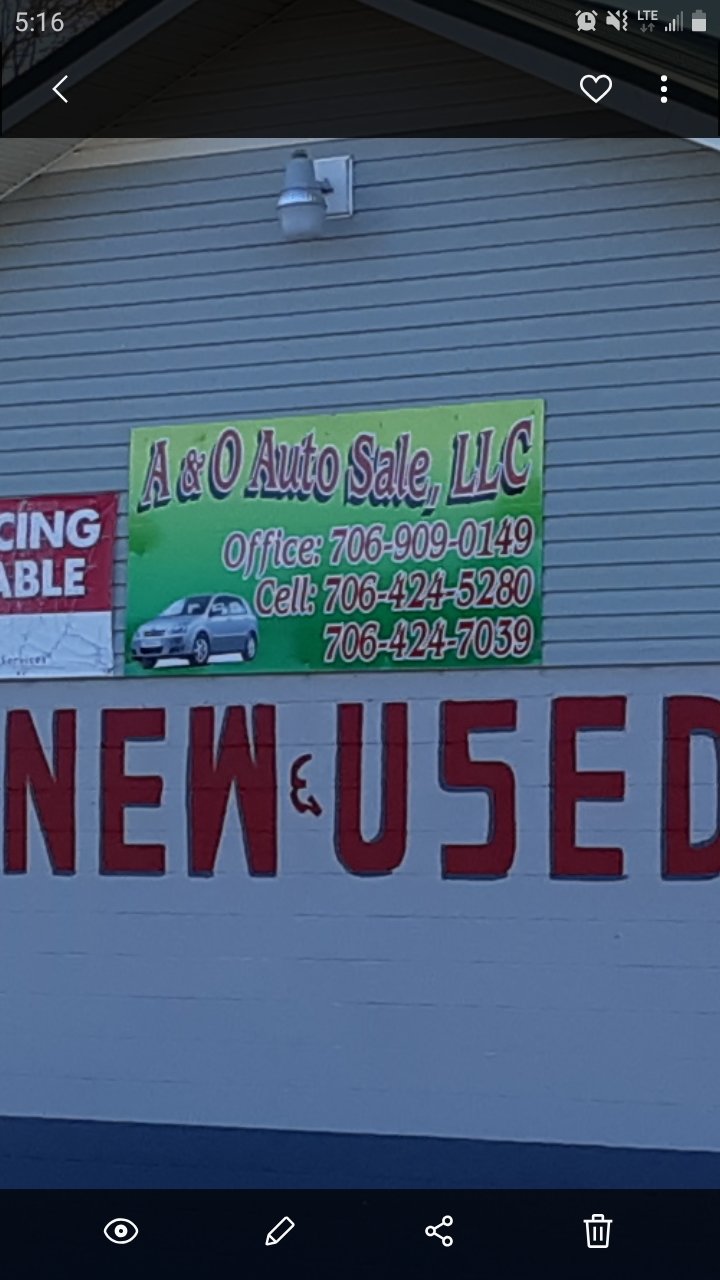 5:16
LTE
A & O Auto Sale, LLC
Office: 706-909-0149
Cell: 706-424-5280
706-424-7039
CING
ABLE
Services
NEW & USED